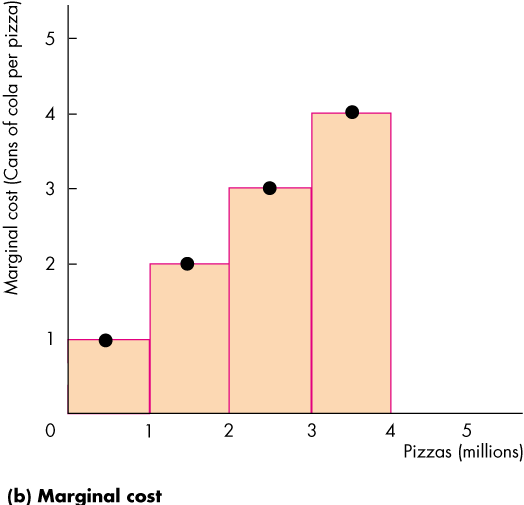 Marginal cost (Cans of cola per pizza)
5
4
3
2
1
0 1 2 3 4 5
Pizzas (millions)
(b) Marginal cost